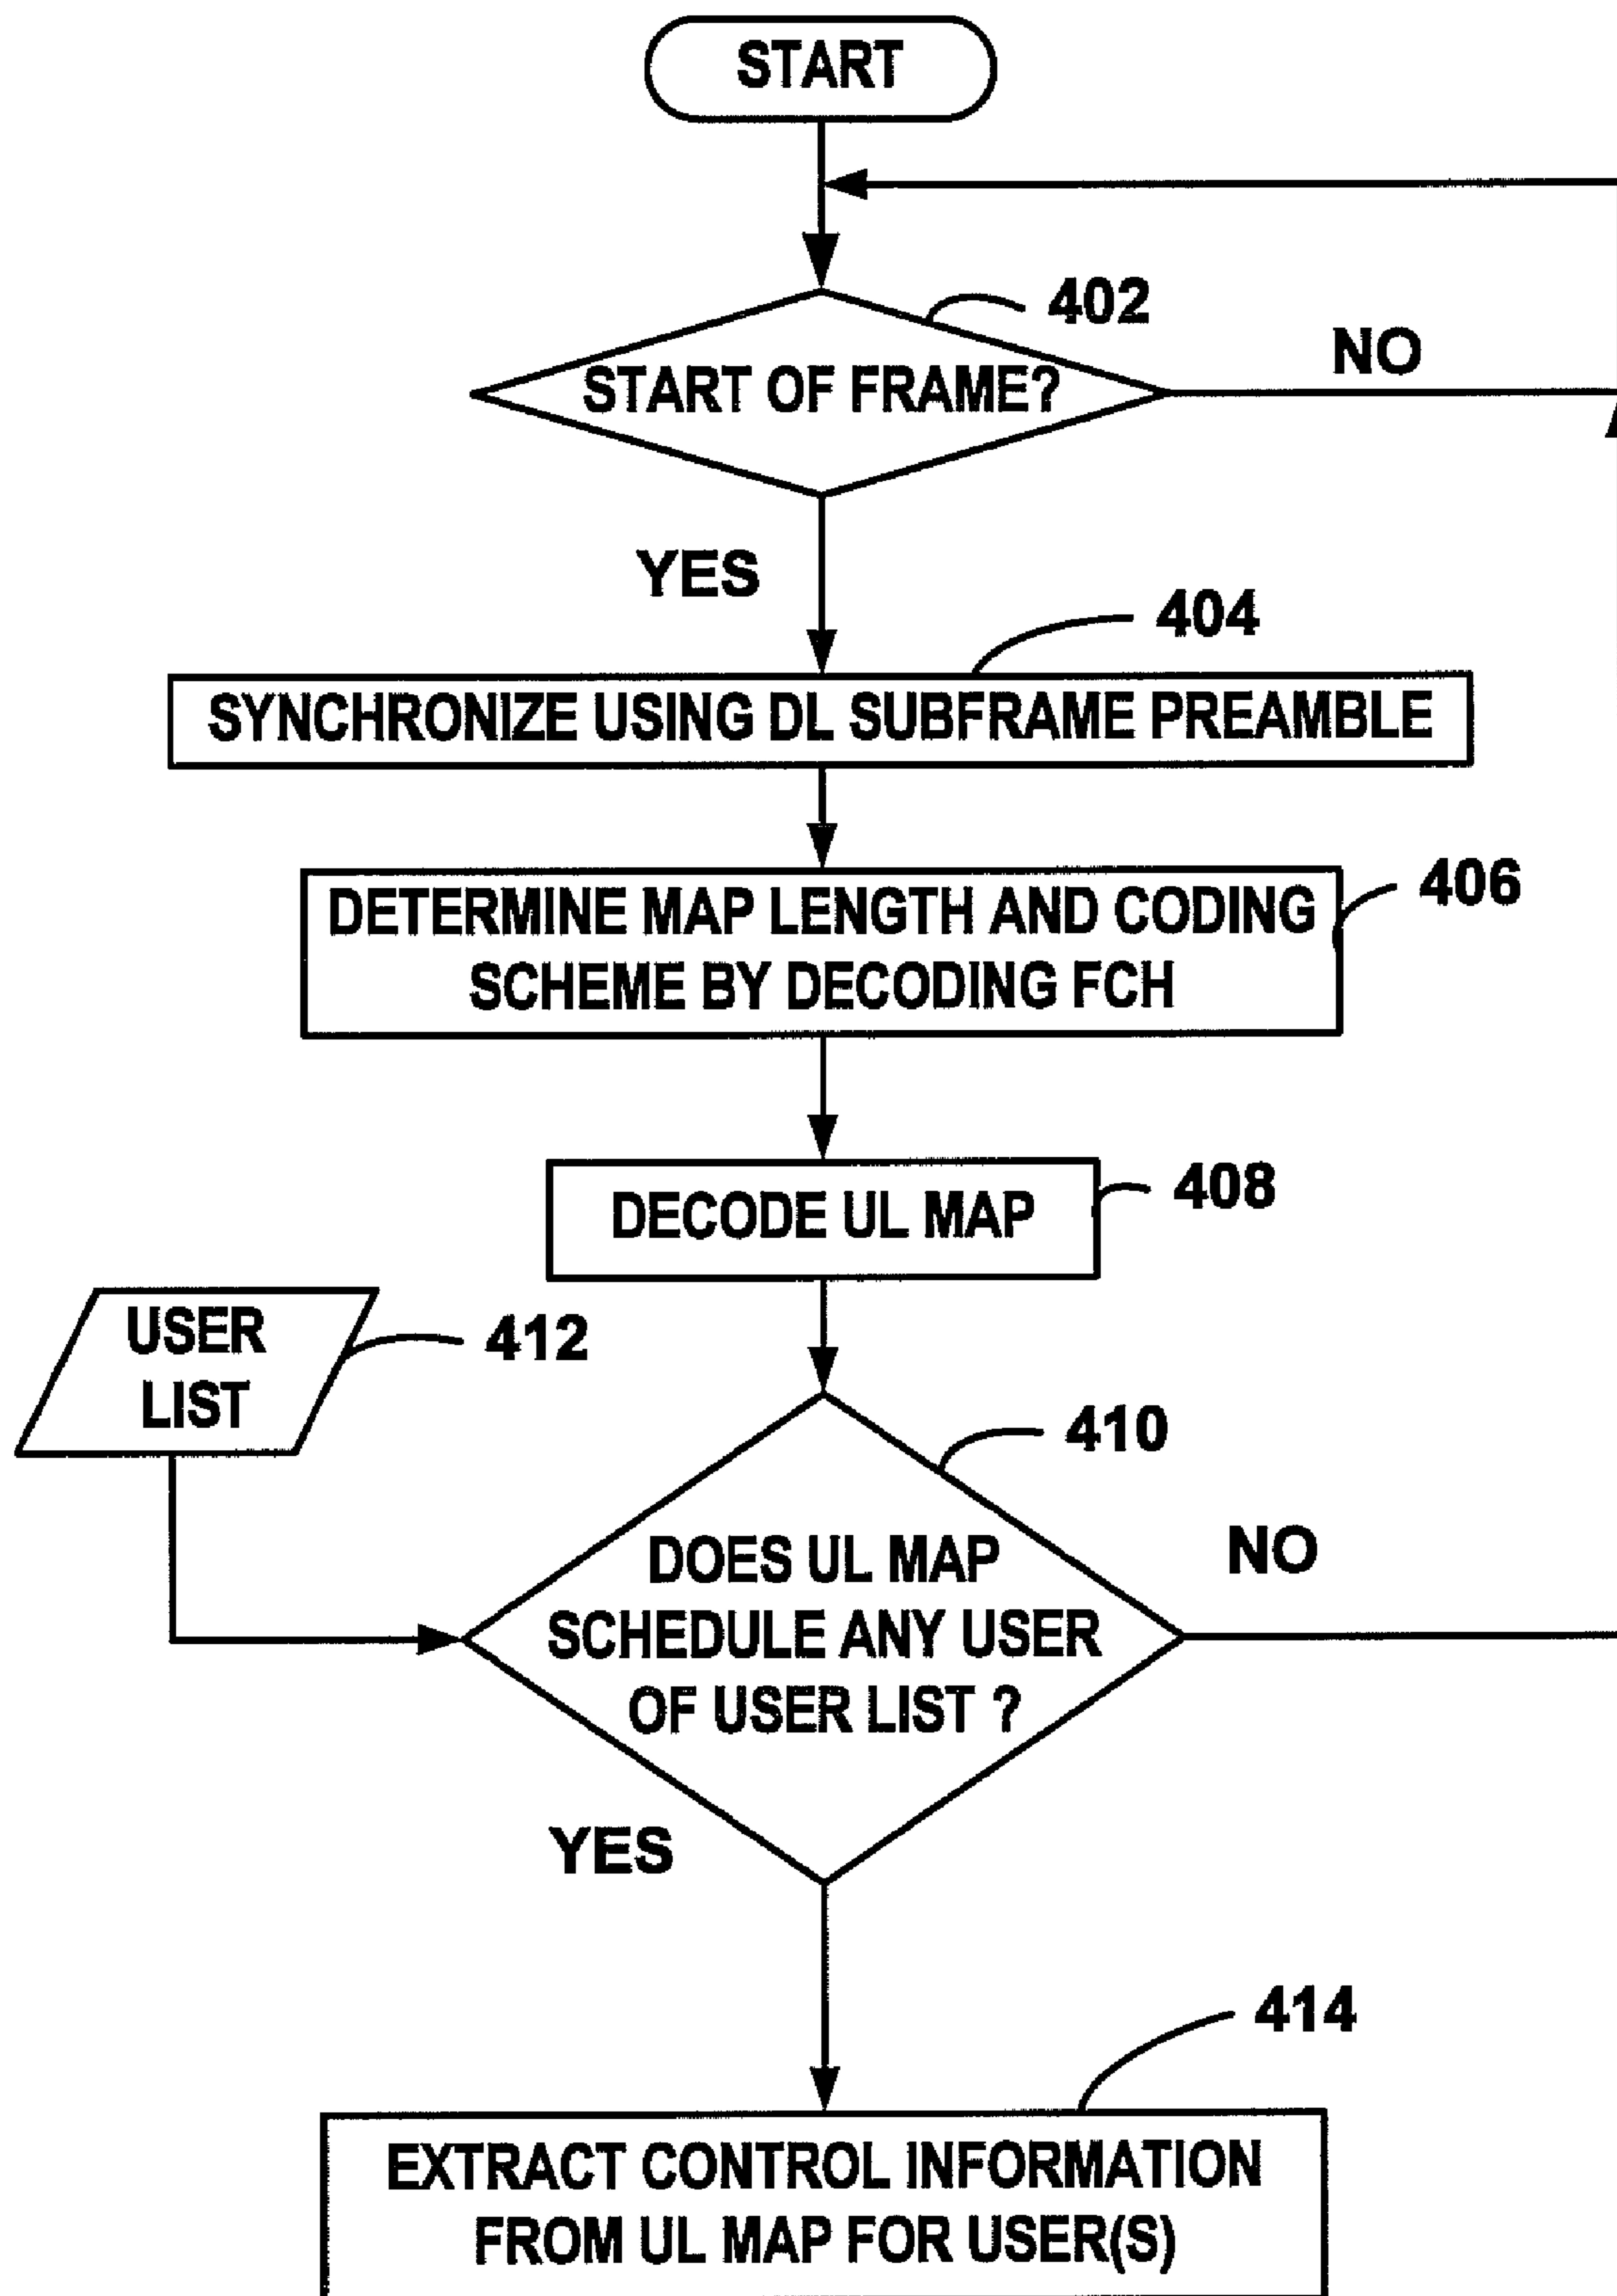 START
402
START OF FRAME?
NO
YES
404
SYNCHRONIZE USING DL SUBFRAME PREAMBLE
DETERMINE MAP LENGTH AND CODING
SCHEME BY DECODING FCH
406
DECODE UL MAP
408
USER
LIST
412
410
DOES UL MAP
SCHEDULE ANY USER
OF USER LIST ?
NO
YES
414
EXTRACT CONTROL INFORMATION
FROM UL MAP FOR USER(S)